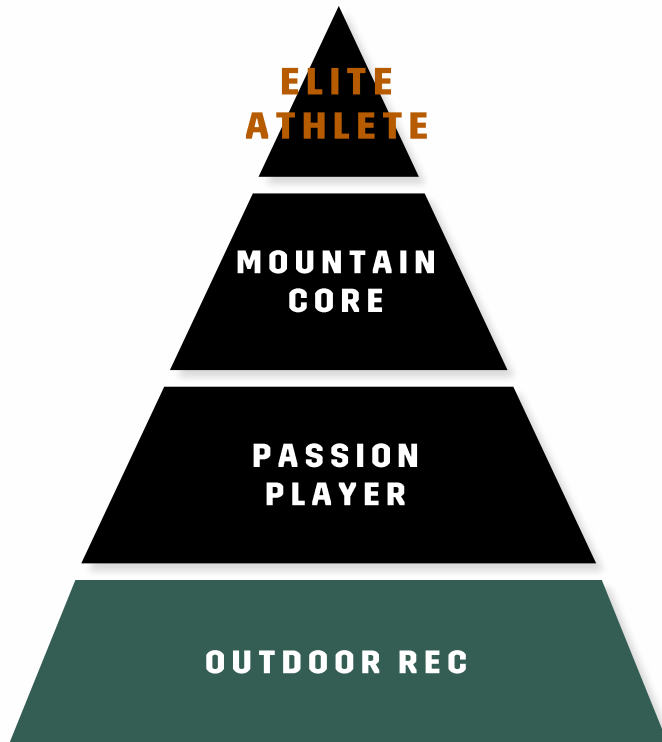 ELITE
ATHLETE
MOUNTAIN
CORE
PASSION
PLAYER
OUTDOOR REC